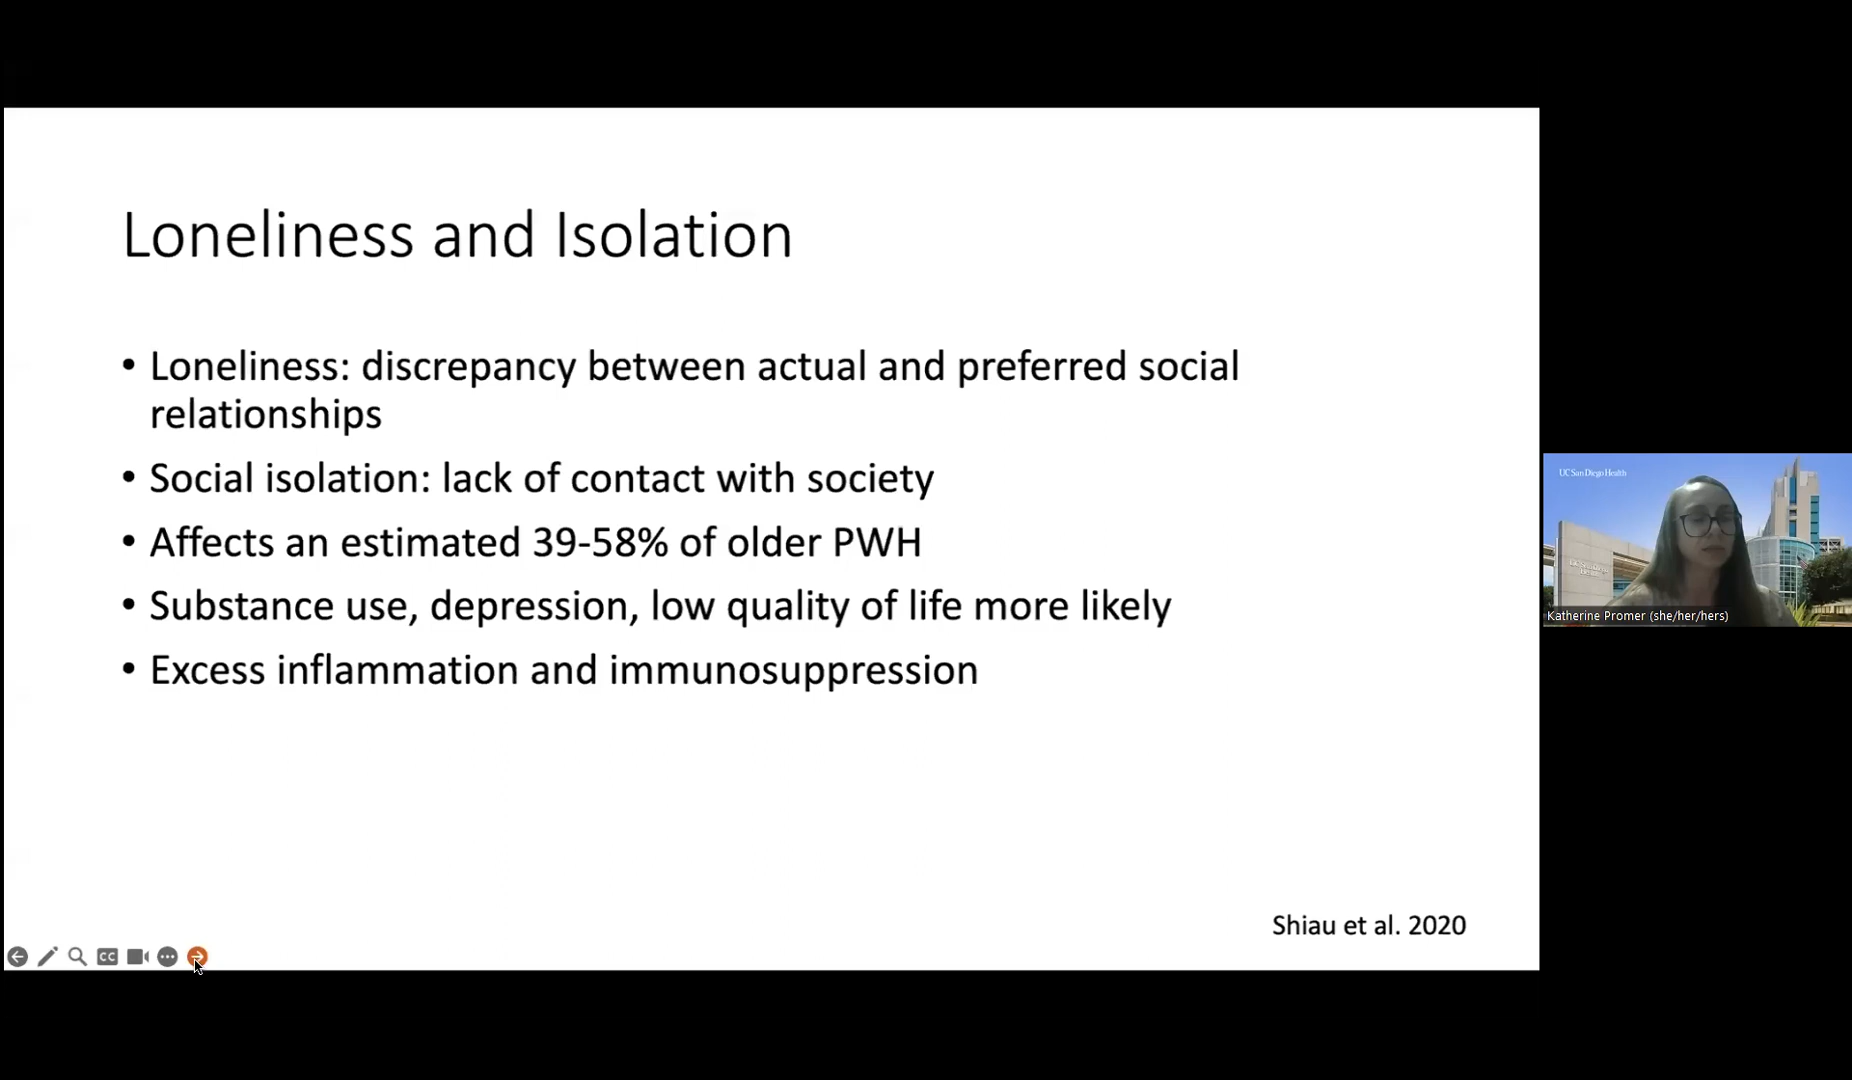 Loneliness and Isolation
• Loneliness: discrepancy between actual and preferred social
relationships
• Social isolation: lack of contact with society
• Affects an estimated 39-58% of older PWH
• Substance use, depression, low quality of life more likely
• Excess inflammation and immunosuppression
Shiau et al. 2020
CC
UC San Diego Health
Katherine Promer (she/her/hers)